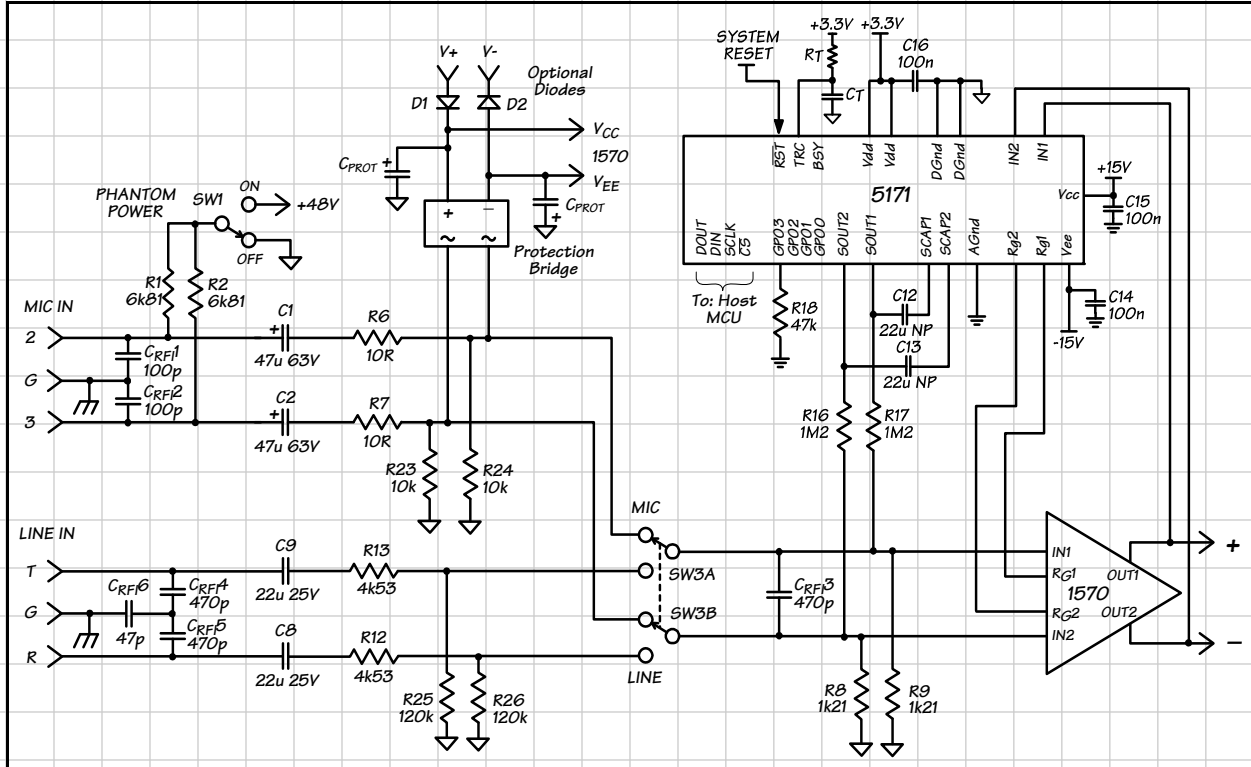 SYSTEM
RESET
+3.3V
+3.3V
RT
CT
C16
100n
V+
V-
Optional
Diodes
D1
D2
VCC
1570
VEE
CPROT
+
CPROT
+
+
−
~
~
Protection
Bridge
PHANTOM
POWER
SW1
ON
+48V
OFF
R1
6k81
R2
6k81
RST
TRC
BSY
Vdd
Vdd
DGnd
DGnd
IN2
IN1
5171
Vcc
+15V
C15
100n
DOUT
DIN
SCLK
CS
GPO3
GPO2
GPO1
GPO0
SOUT2
SOUT1
SCAP1
SCAP2
AGnd
Rg2
Rg1
Vee
To: Host
MCU
R18
47k
C12
22u NP
C13
22u NP
C14
100n
-15V
MIC IN
2
G
3
CRFI1
100p
CRFI2
100p
C1
+
47u 63V
R6
10R
C2
+
47u 63V
R7
10R
R23
10k
R24
10k
R16
1M2
R17
1M2
LINE IN
T
G
R
CRFI6
47p
CRFI4
470p
CRFI5
470p
C9
22u 25V
R13
4k53
C8
22u 25V
R12
4k53
R25
120k
R26
120k
MIC
SW3A
SW3B
LINE
CRFI3
470p
R8
1k21
R9
1k21
IN1
RG1
1570
RG2
IN2
OUT1
OUT2
+
−